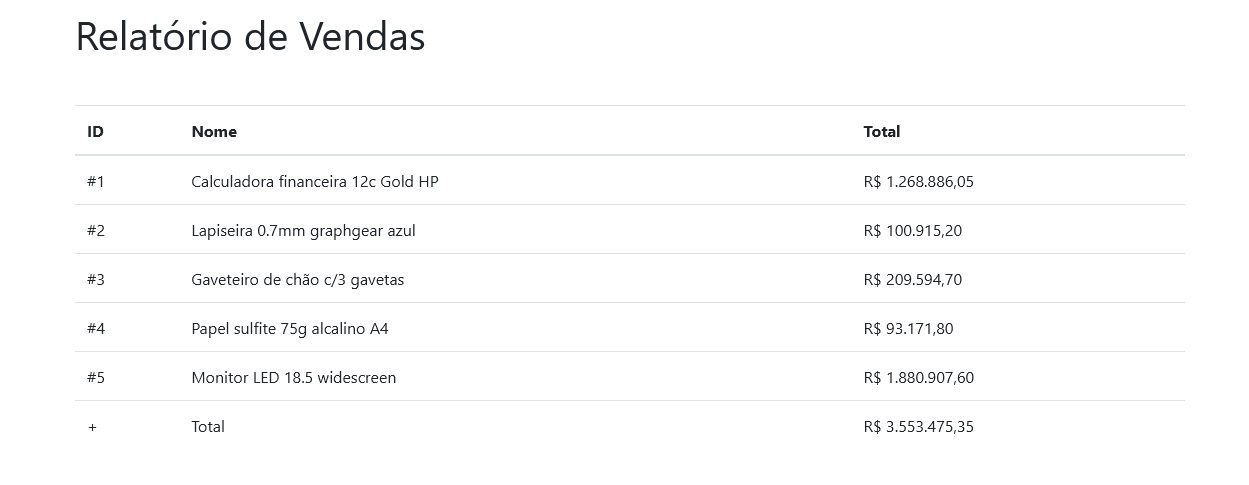 Relatório de Vendas
ID Nome Total
#1 Calculadora financeira 12c Gold HP R$ 1.268.886,05
#2 Lapiseira 0.7mm graphgear azul R$ 100.915,20
#3 Gaveteiro de chão c/3 gavetas R$ 209.594,70
#4 Papel sulfite 75g alcalino A4 R$ 93.171,80
#5 Monitor LED 18.5 widescreen R$ 1.880.907,60
+ Total R$ 3.553.475,35